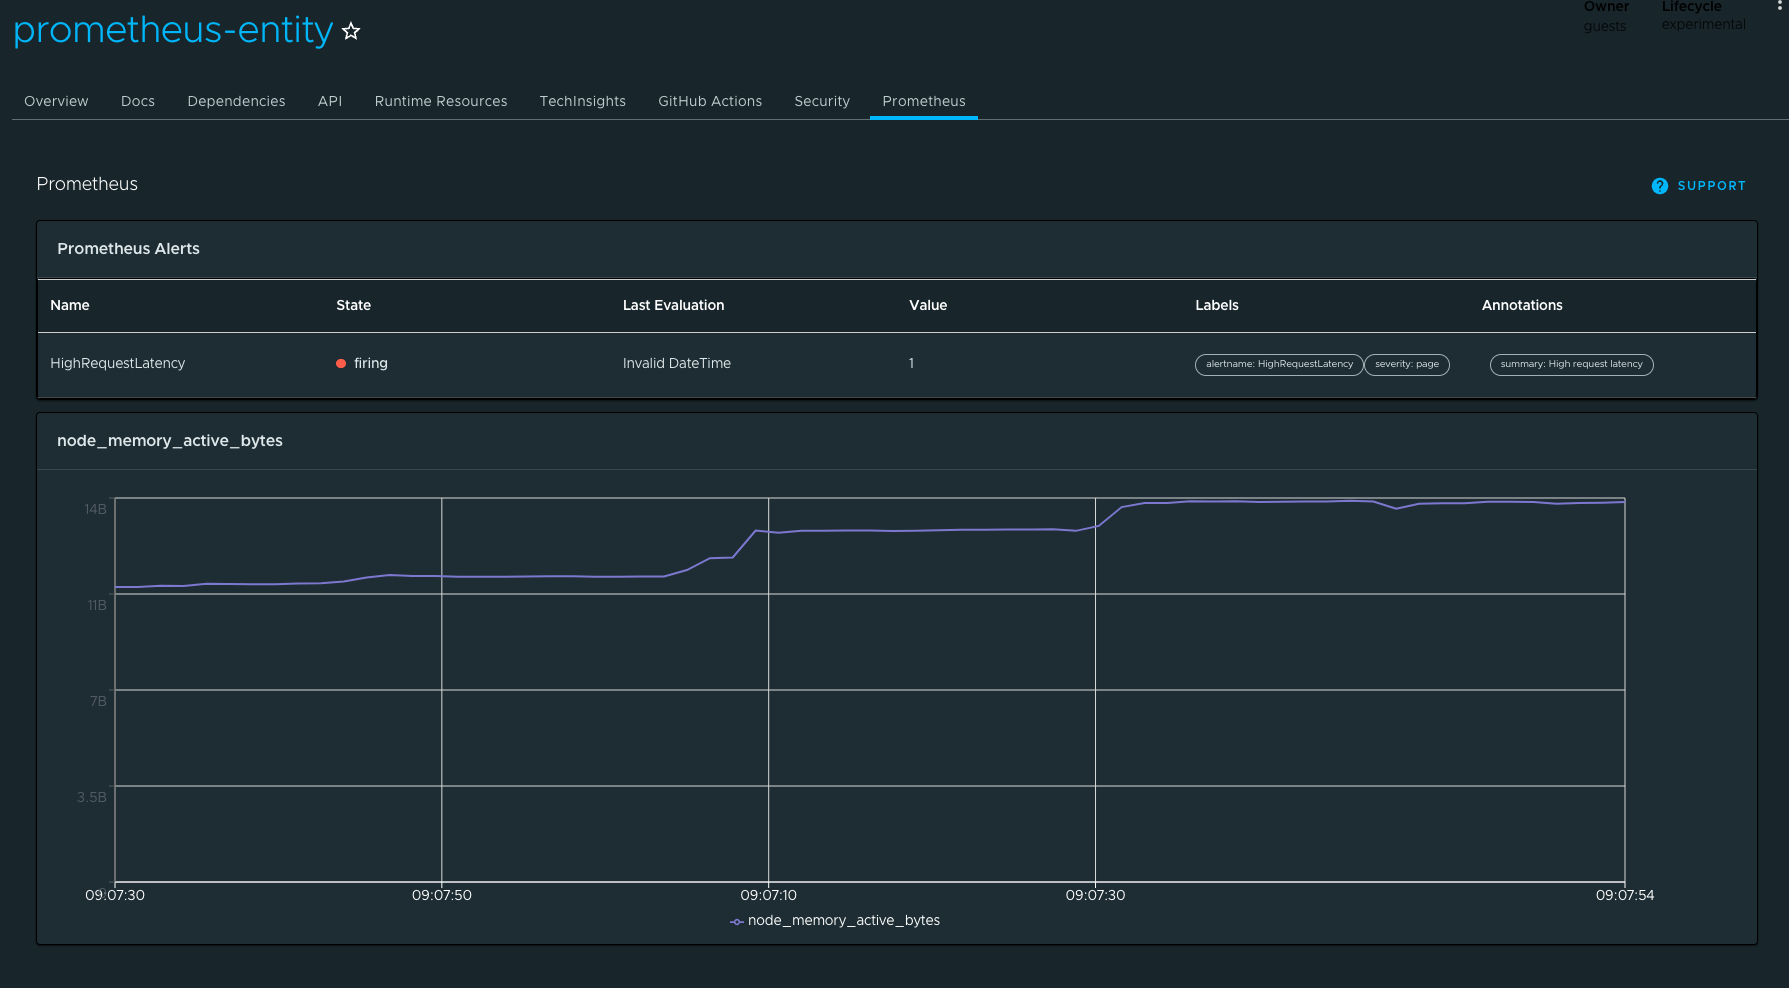 prometheus-entity
Owner
guests
Lifecycle
experimental
Overview Docs Dependencies API Runtime Resources TechInsights GitHub Actions Security Prometheus
Prometheus
SUPPORT
Prometheus Alerts
Name State Last Evaluation Value Labels Annotations
HighRequestLatency firing Invalid DateTime 1 alertname: HighRequestLatency severity: page summary: High request latency
node_memory_active_bytes
14B
11B
7B
3.5B
09:07:30 09:07:50 09:07:10 09:07:30 09:07:54
node_memory_active_bytes